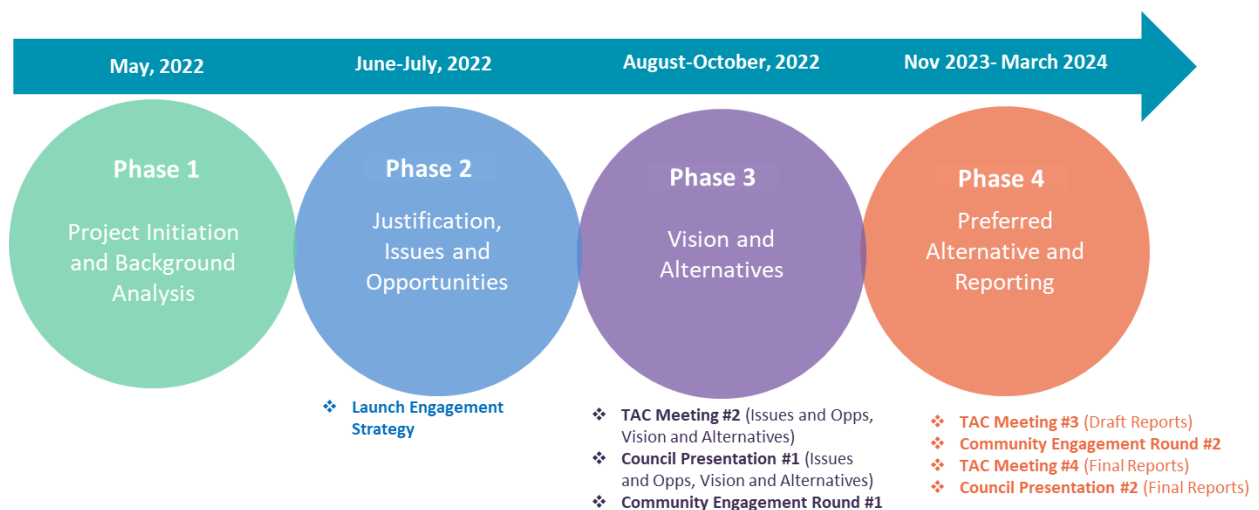 May, 2022
June-July, 2022
August-October, 2022
Nov 2023- March 2024
Phase 1
Project Initiation
and Background
Analysis
Phase 2
Justification,
Issues and
Opportunities
Phase 3
Vision and
Alternatives
Phase 4
Preferred
Alternative and
Reporting
❖ Launch Engagement
Strategy
❖ TAC Meeting #2 (Issues and Opps,
Vision and Alternatives)
❖ Council Presentation #1 (Issues
and Opps, Vision and Alternatives)
❖ Community Engagement Round #1
❖ TAC Meeting #3 (Draft Reports)
❖ Community Engagement Round #2
❖ TAC Meeting #4 (Final Reports)
❖ Council Presentation #2 (Final Reports)